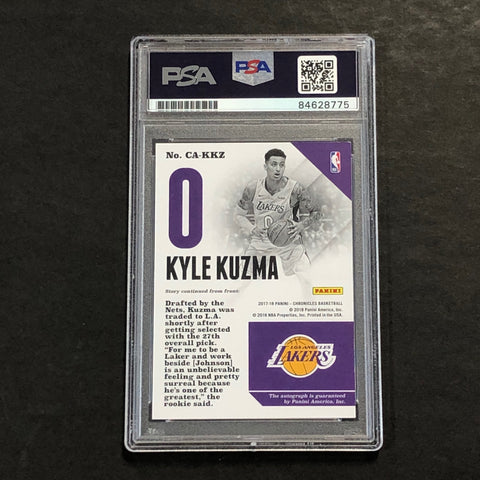 PSA
PSA
84628775
No. CA-KKZ
0
LAKERS
0
NBA
KYLE KUZMA
PANINI
Story continued from front:
2017-18 PANINI - CHRONICLES BASKETBALL
© 2018 Panini America, Inc.
© 2018 NBA Properties, Inc. Printed in the USA.
Drafted by the
Nets, Kuzma was
traded to L.A.
shortly after
getting selected
with the 27th
overall pick.
"For me to be a
Laker and work
beside [Johnson]
is an unbelievable
feeling and pretty
surreal because
he's one of the
greatest," the
rookie said.
LOS ANGELES
LAKERS
The autograph is guaranteed
by Panini America, Inc.